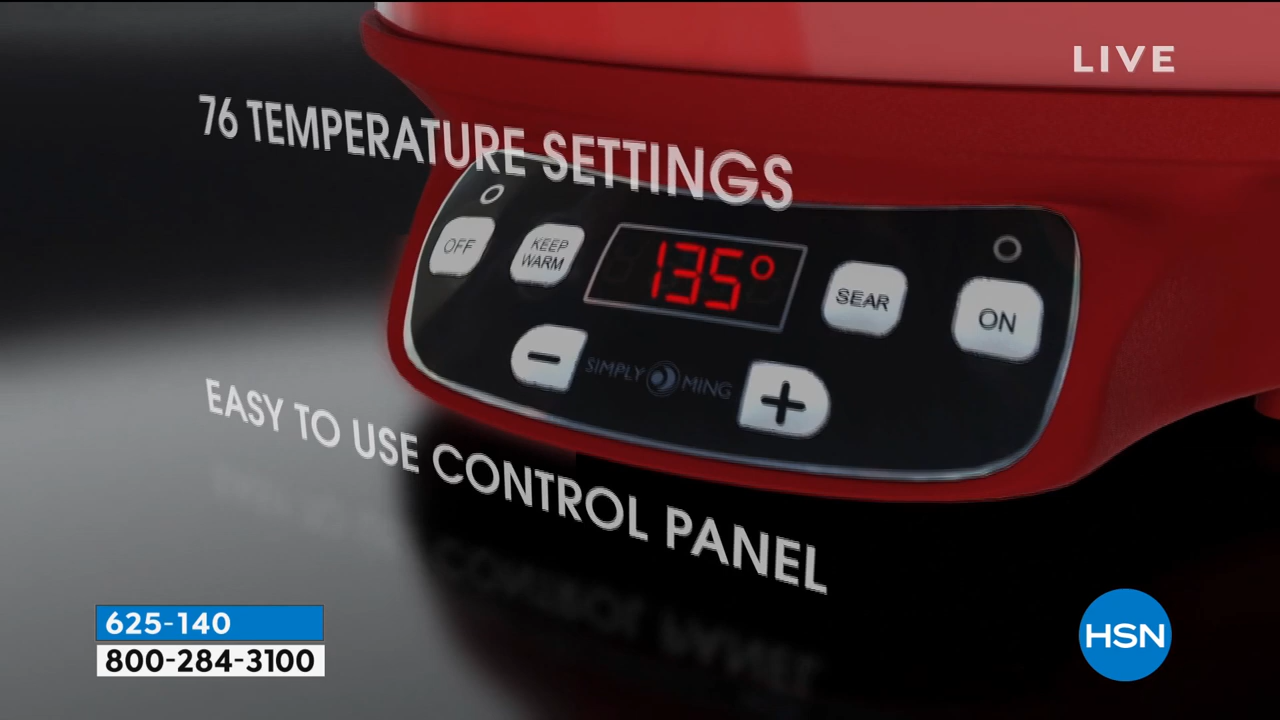 LIVE
76 TEMPERATURE SETTINGS
OFF
KEEP
WARM
135°
SEAR
ON
SIMPLY MING
EASY TO USE CONTROL PANEL
625-140
800-284-3100
HSN